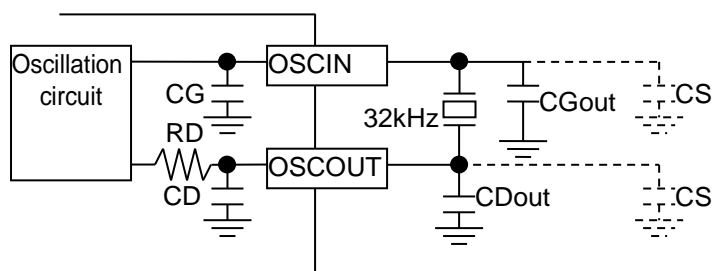 Oscillation
circuit
OSCIN
CG
CGout
CS
32kHz
RD
OSCOUT
CD
CDout
CS